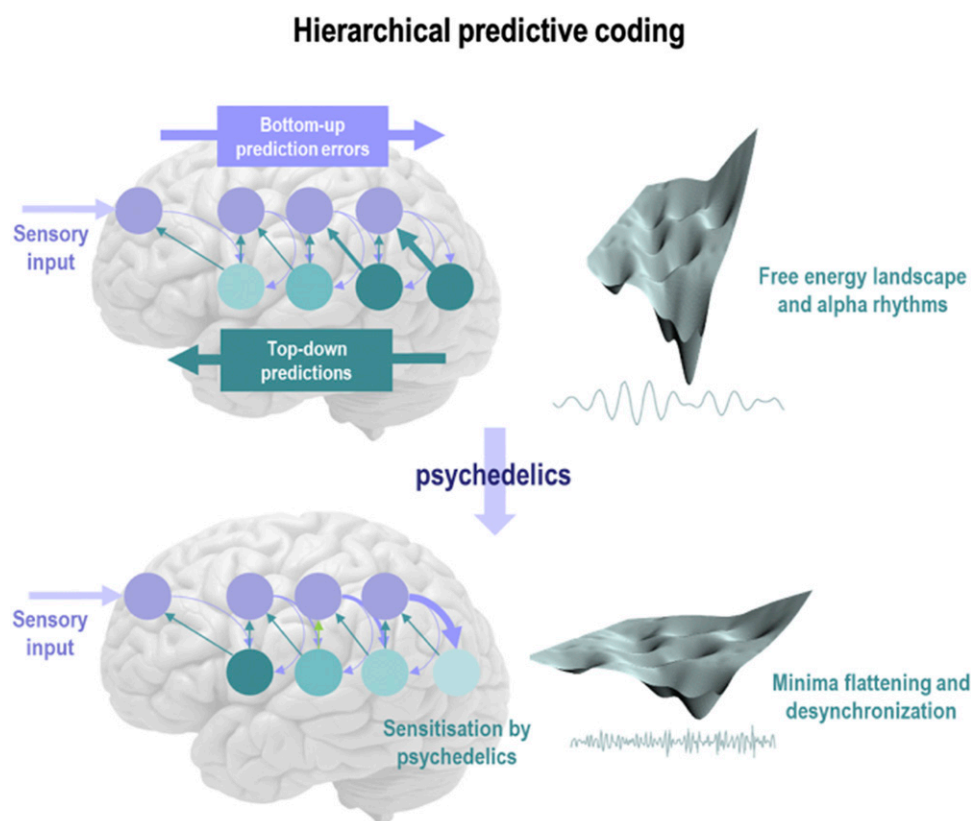 Hierarchical predictive coding
Bottom-up
prediction errors
Sensory
input
Free energy landscape
and alpha rhythms
Top-down
predictions
psychedelics
Sensory
input
Sensitisation by
psychedelics
Minima flattening and
desynchronization